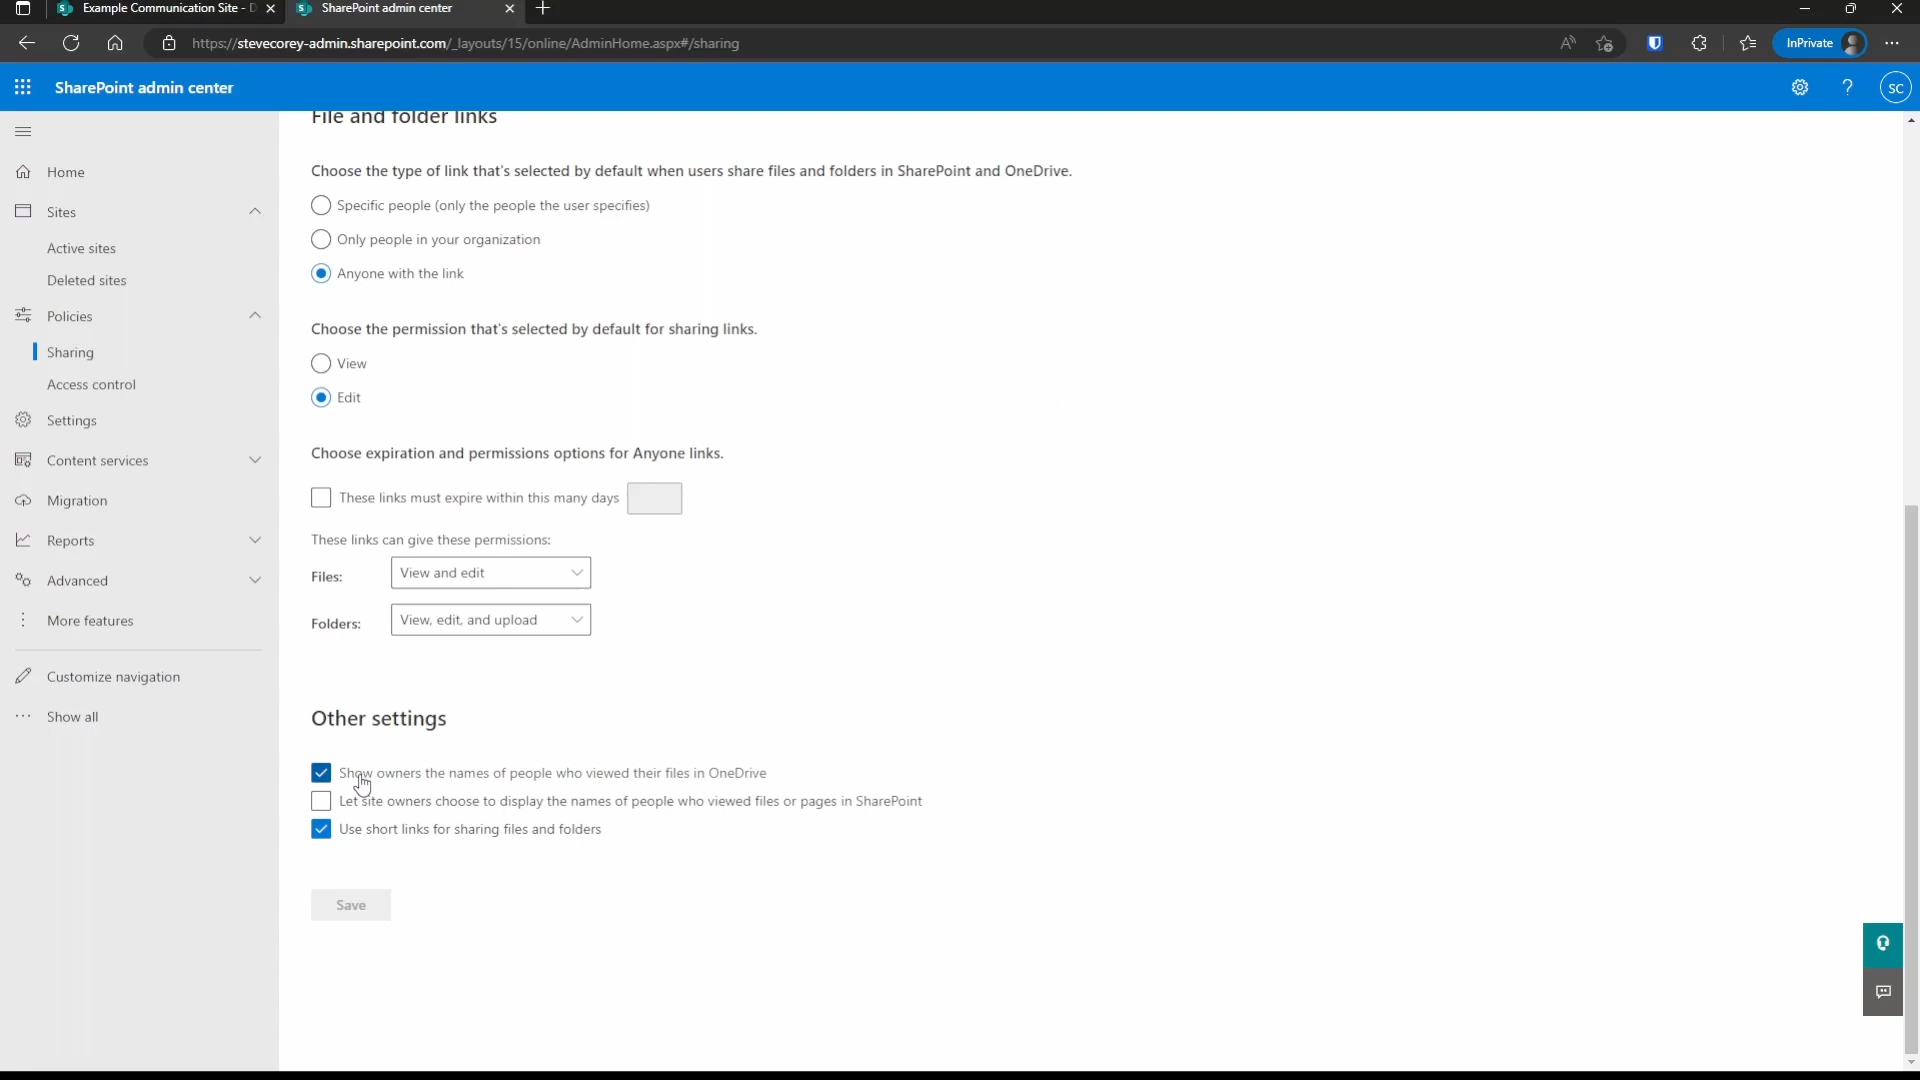 Example Communication Site - D
SharePoint admin center
https://stevecorey-admin.sharepoint.com/_layouts/15/online/AdminHome.aspx#/sharing
InPrivate
SharePoint admin center
SC
Home
Sites
Active sites
Deleted sites
Policies
Sharing
Access control
Settings
Content services
Migration
Reports
Advanced
More features
Customize navigation
Show all
File and folder links
Choose the type of link that's selected by default when users share files and folders in SharePoint and OneDrive.
Specific people (only the people the user specifies)
Only people in your organization
Anyone with the link
Choose the permission that's selected by default for sharing links.
View
Edit
Choose expiration and permissions options for Anyone links.
These links must expire within this many days
These links can give these permissions:
Files: View and edit
Folders: View, edit, and upload
Other settings
Show owners the names of people who viewed their files in OneDrive
Let site owners choose to display the names of people who viewed files or pages in SharePoint
Use short links for sharing files and folders
Save